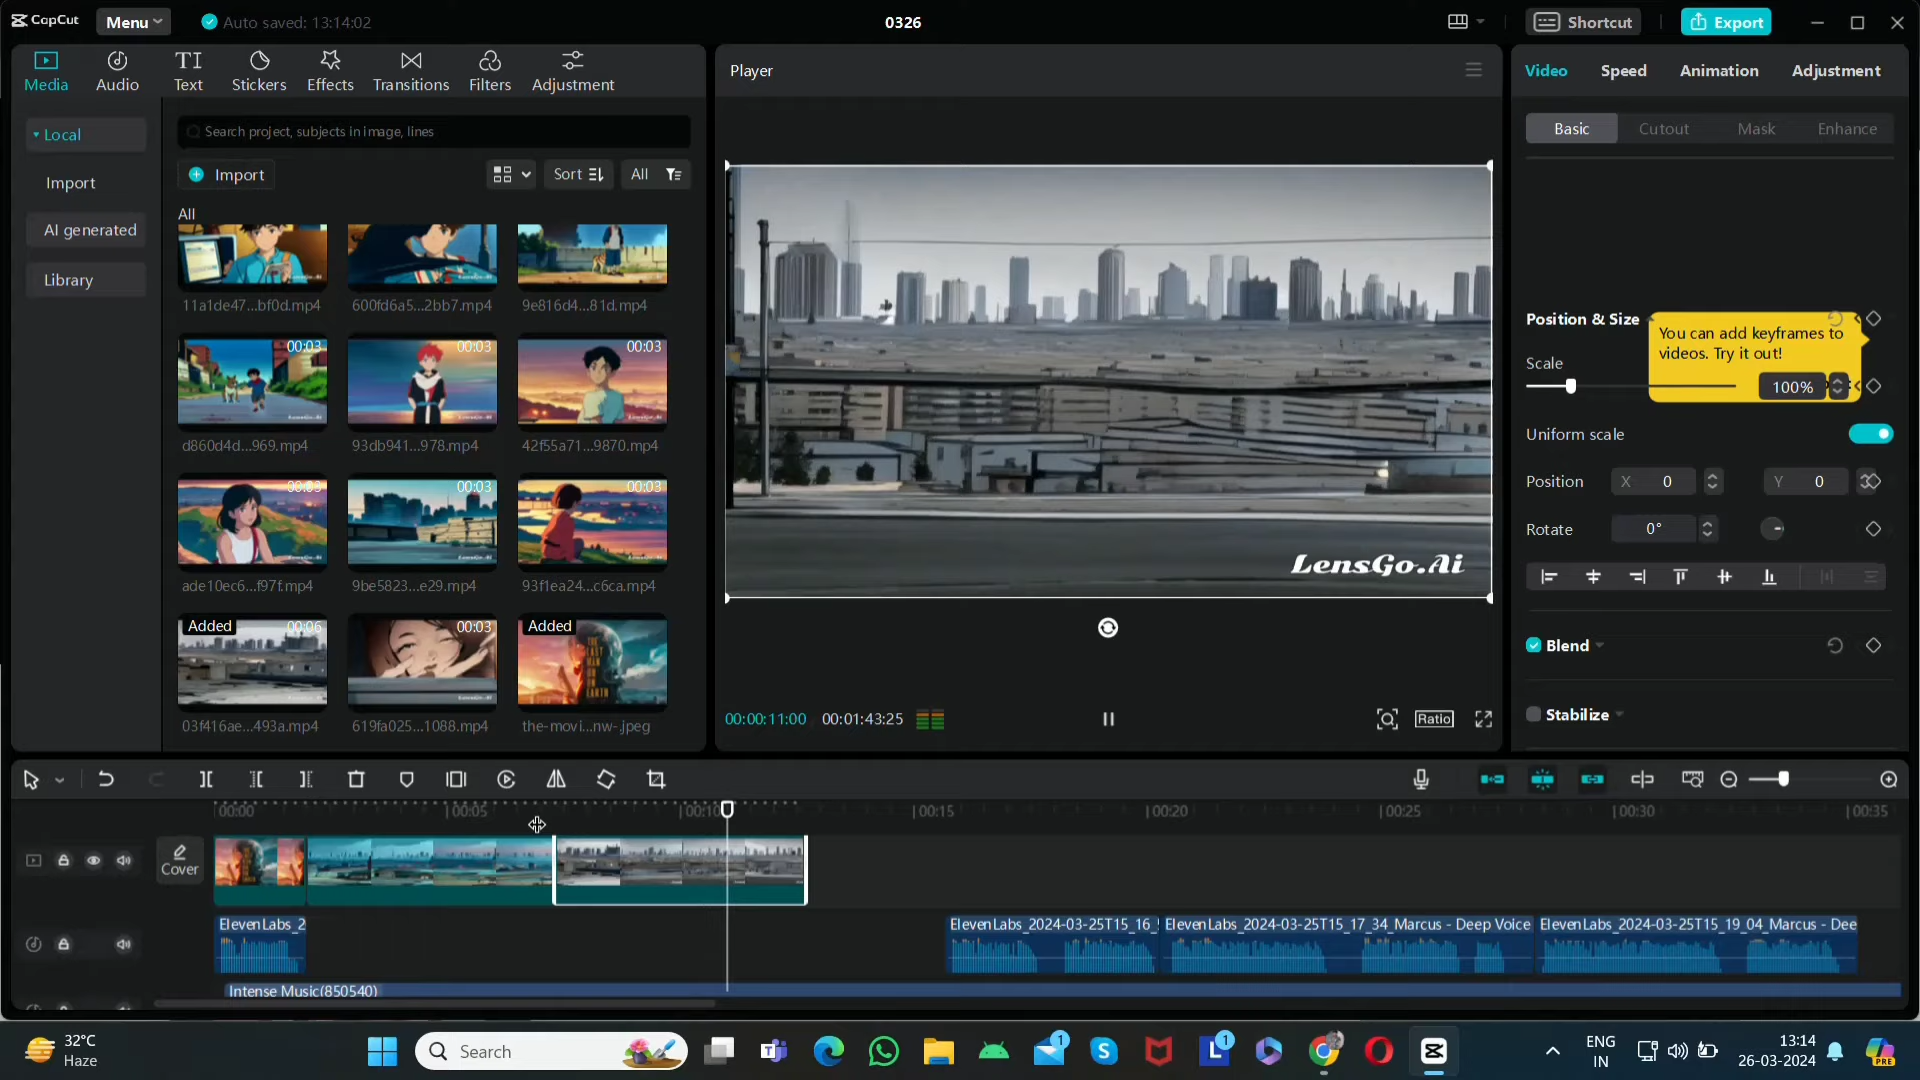 CapCut
Menu
Auto saved: 13:14:02
0326
Shortcut
Export
Media
Audio
Text
Stickers
Effects
Transitions
Filters
Adjustment
Player
Video
Speed
Animation
Adjustment
Local
Import
AI generated
Library
Search project, subjects in image, lines
Import
Sort
All
All
11a1de47...bf0d.mp4
600fd6a5...2bb7.mp4
9e816d4...81d.mp4
00:03
00:03
00:03
d860d4d...969.mp4
93db941...978.mp4
42f55a71...9870.mp4
00:03
00:03
00:03
ade10ec6...f97f.mp4
9be5823...e29.mp4
93f1ea24...c6ca.mp4
Added
00:06
00:03
Added
03f416ae...493a.mp4
619fa025...1088.mp4
the-movi...nw-.jpeg
LensGo.Ai
00:00:11:00
00:01:43:25
Ratio
Basic
Cutout
Mask
Enhance
Position & Size
You can add keyframes to
videos. Try it out!
Scale
100%
Uniform scale
Position
X 0
Y 0
Rotate
0°
Blend
Stabilize
00:00
00:05
00:10
00:15
00:20
00:25
00:30
00:35
Cover
ElevenLabs_2
ElevenLabs_2024-03-25T15_16_
ElevenLabs_2024-03-25T15_17_34_Marcus - Deep Voice
ElevenLabs_2024-03-25T15_19_04_Marcus - Dee
Intense Music(850540)
32°C
Haze
Search
1
1
ENG
IN
13:14
26-03-2024
PRE